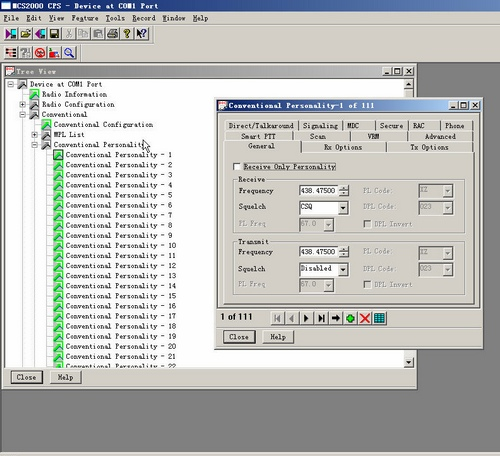 MCS2000 CPS - Device at COM1 Port
File Edit View Feature Tools Record Window Help
Tree View
Device at COM1 Port
Radio Information
Radio Configuration
Conventional
Conventional Configuration
MPL List
Conventional Personality
Conventional Personality - 1
Conventional Personality - 2
Conventional Personality - 3
Conventional Personality - 4
Conventional Personality - 5
Conventional Personality - 6
Conventional Personality - 7
Conventional Personality - 8
Conventional Personality - 9
Conventional Personality - 10
Conventional Personality - 11
Conventional Personality - 12
Conventional Personality - 13
Conventional Personality - 14
Conventional Personality - 15
Conventional Personality - 16
Conventional Personality - 17
Conventional Personality - 18
Conventional Personality - 19
Conventional Personality - 20
Conventional Personality - 21
Conventional Personality - 22
Close Help
Conventional Personality-1 of 111
Direct/Talkaround Signaling MDC Secure RAC Phone
Smart PTT Scan VRM Advanced
General Rx Options Tx Options
Receive Only Personality
Receive
Frequency 438.47500 PL Code: XZ
Squelch CSQ DPL Code: 023
PL Freq 67.0 DPL Invert
Transmit
Frequency 438.47500 PL Code: XZ
Squelch Disabled DPL Code: 023
PL Freq 67.0 DPL Invert
1 of 111
Close Help